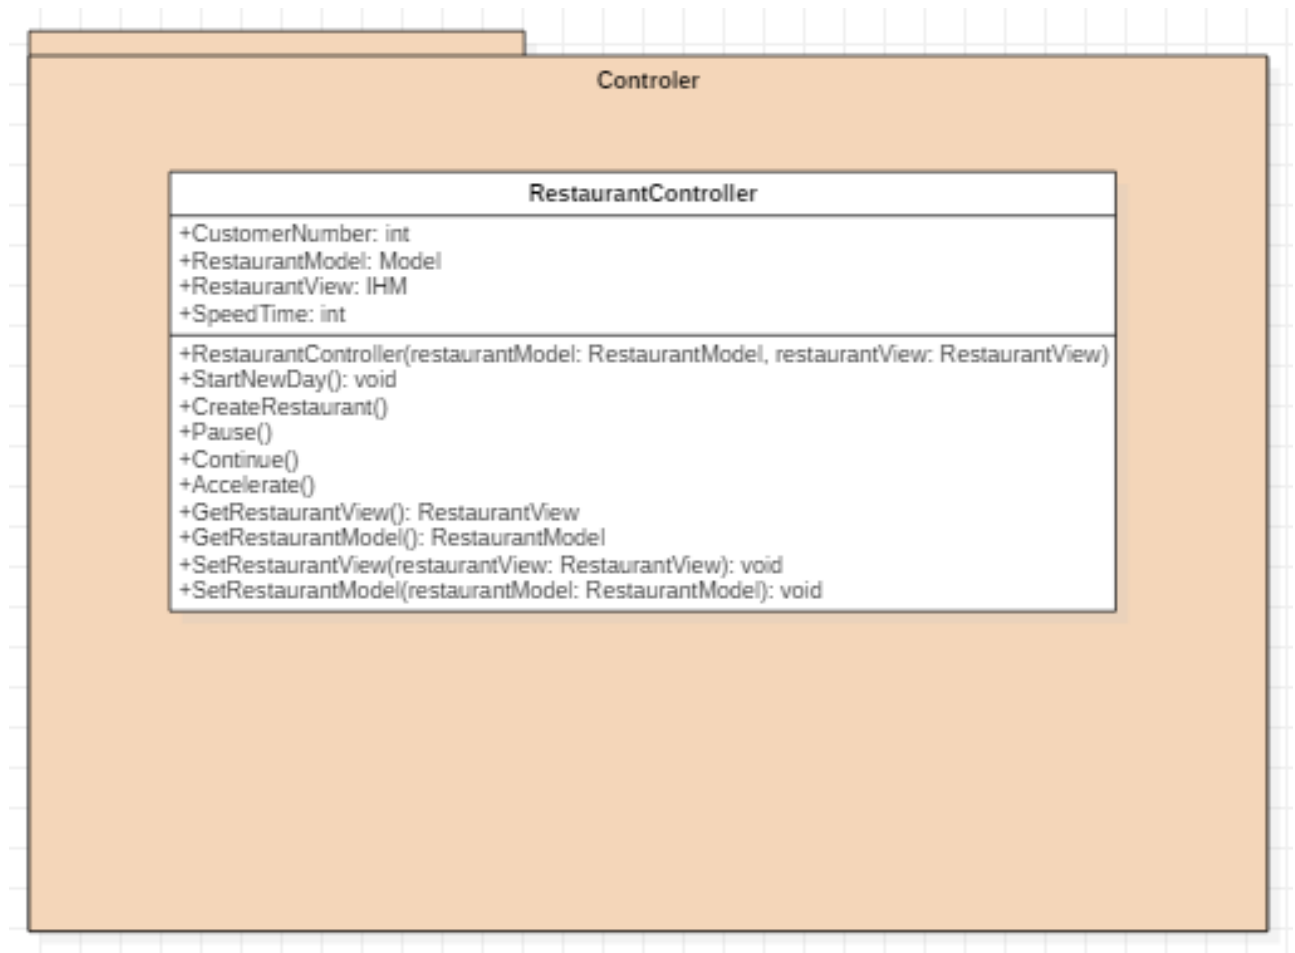 Controler
RestaurantController
+CustomerNumber: int
+RestaurantModel: Model
+RestaurantView: IHM
+SpeedTime: int
+RestaurantController(restaurantModel: RestaurantModel, restaurantView: RestaurantView)
+StartNewDay(): void
+CreateRestaurant()
+Pause()
+Continue()
+Accelerate()
+GetRestaurantView(): RestaurantView
+GetRestaurantModel(): RestaurantModel
+SetRestaurantView(restaurantView: RestaurantView): void
+SetRestaurantModel(restaurantModel: RestaurantModel): void